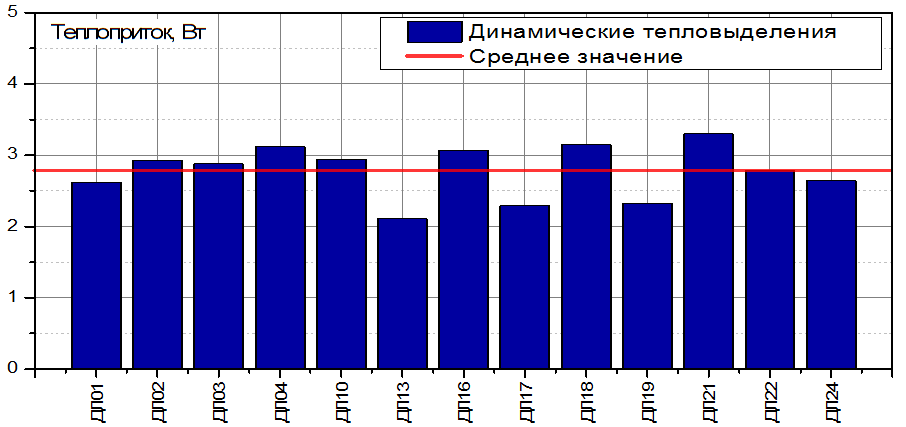 Теплоприток, Вт
Динамические тепловыделения
Среднее значение
5
4
3
2
1
0
ДП01
ДП02
ДП03
ДП04
ДП10
ДП13
ДП16
ДП17
ДП18
ДП19
ДП21
ДП22
ДП24